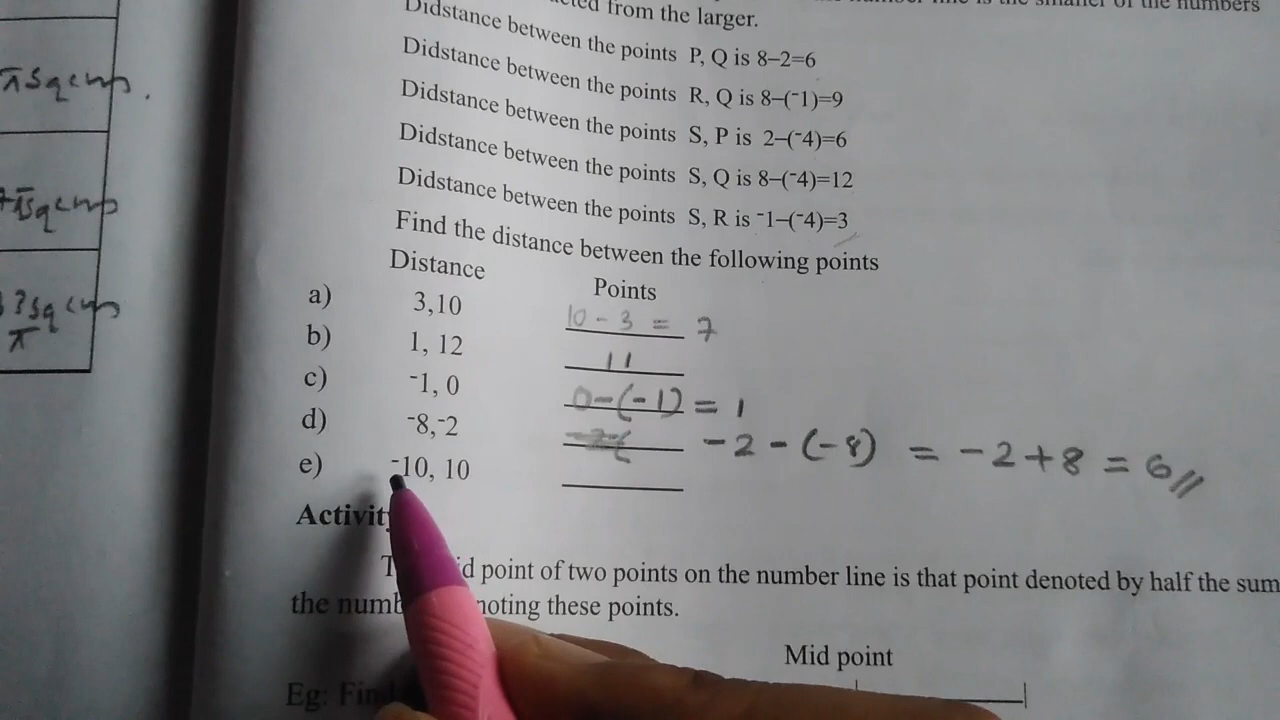 from the larger.
Didstance between the points P, Q is 8–2=6
Didstance between the points R, Q is 8–(⁻1)=9
Didstance between the points S, P is 2–(⁻4)=6
Didstance between the points S, Q is 8–(⁻4)=12
Didstance between the points S, R is ⁻1–(⁻4)=3
Find the distance between the following points
Distance Points
a) 3,10 10 - 3 = 7
b) 1, 12 11
c) ⁻1, 0 0-(-1) = 1
d) ⁻8,⁻2 -2-(-8) = -2+8 = 6//
e) ⁻10, 10
Activit
point of two points on the number line is that point denoted by half the sum
the these points.
Mid point
Eg: